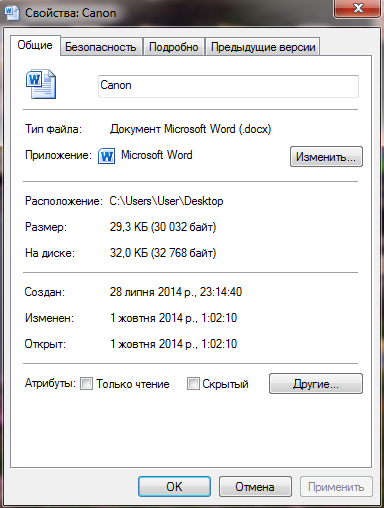 Свойства: Canon
Общие Безопасность Подробно Предыдущие версии
Canon
Тип файла: Документ Microsoft Word (.docx)
Приложение: Microsoft Word Изменить...
Расположение: C:\Users\User\Desktop
Размер: 29,3 КБ (30 032 байт)
На диске: 32,0 КБ (32 768 байт)
Создан: 28 липня 2014 р., 23:14:40
Изменен: 1 жовтня 2014 р., 1:02:10
Открыт: 1 жовтня 2014 р., 1:02:10
Атрибуты: Только чтение Скрытый Другие...
OK Отмена Применить